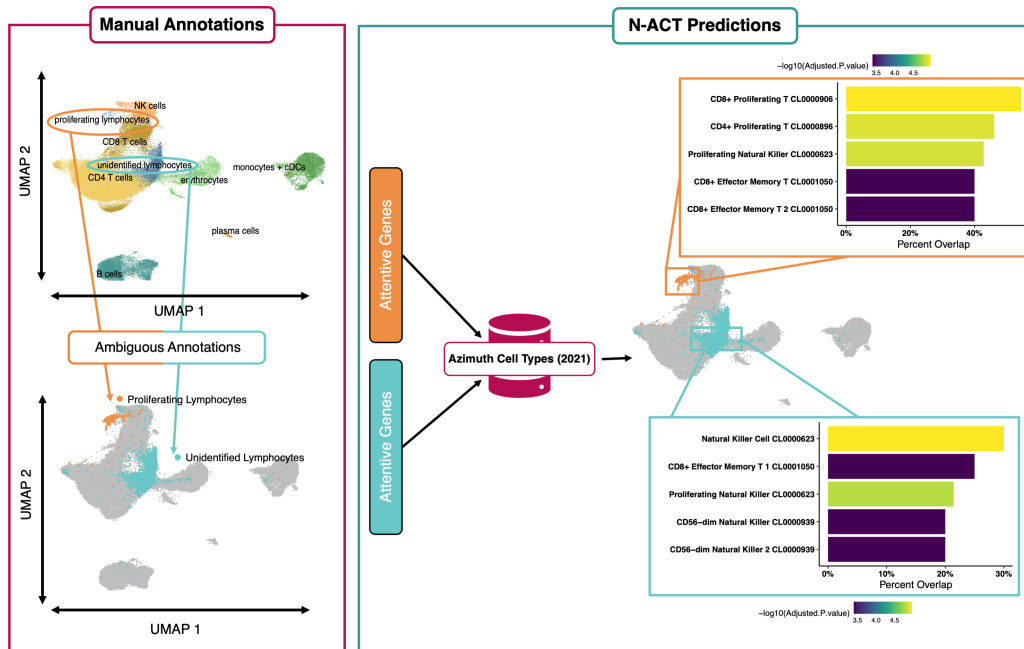 Manual Annotations
UMAP 2
NK cells
proliferating lymphocytes
CD8 T cells
unidentified lymphocytes
CD4 T cells
erythrocytes
monocytes + cDCs
plasma cells
B cells
UMAP 1
Ambiguous Annotations
UMAP 2
Proliferating Lymphocytes
Unidentified Lymphocytes
UMAP 1
N-ACT Predictions
Attentive Genes
Attentive Genes
Azimuth Cell Types (2021)
−log10(Adjusted.P.value)
3.5 4.0 4.5
CD8+ Proliferating T CL0000906
CD4+ Proliferating T CL0000896
Proliferating Natural Killer CL0000623
CD8+ Effector Memory T CL0001050
CD8+ Effector Memory T 2 CL0001050
0% 20% 40%
Percent Overlap
Natural Killer Cell CL0000623
CD8+ Effector Memory T 1 CL0001050
Proliferating Natural Killer CL0000623
CD56−dim Natural Killer CL0000939
CD56−dim Natural Killer 2 CL0000939
0% 10% 20% 30%
Percent Overlap
−log10(Adjusted.P.value)
3.5 4.0 4.5